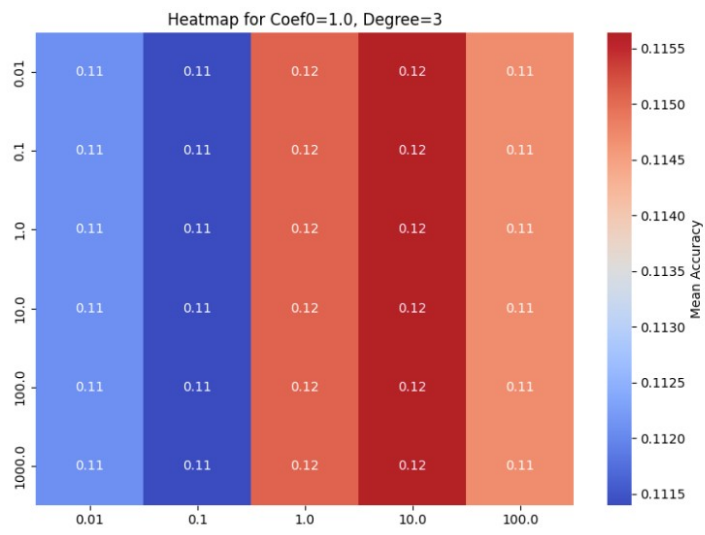 Heatmap for Coef0=1.0, Degree=3
0.01 0.11 0.11 0.12 0.12 0.11
0.1 0.11 0.11 0.12 0.12 0.11
1.0 0.11 0.11 0.12 0.12 0.11
10.0 0.11 0.11 0.12 0.12 0.11
100.0 0.11 0.11 0.12 0.12 0.11
1000.0 0.11 0.11 0.12 0.12 0.11
0.01 0.1 1.0 10.0 100.0
0.1155
0.1150
0.1145
0.1140
0.1135
0.1130
0.1125
0.1120
0.1115
Mean Accuracy